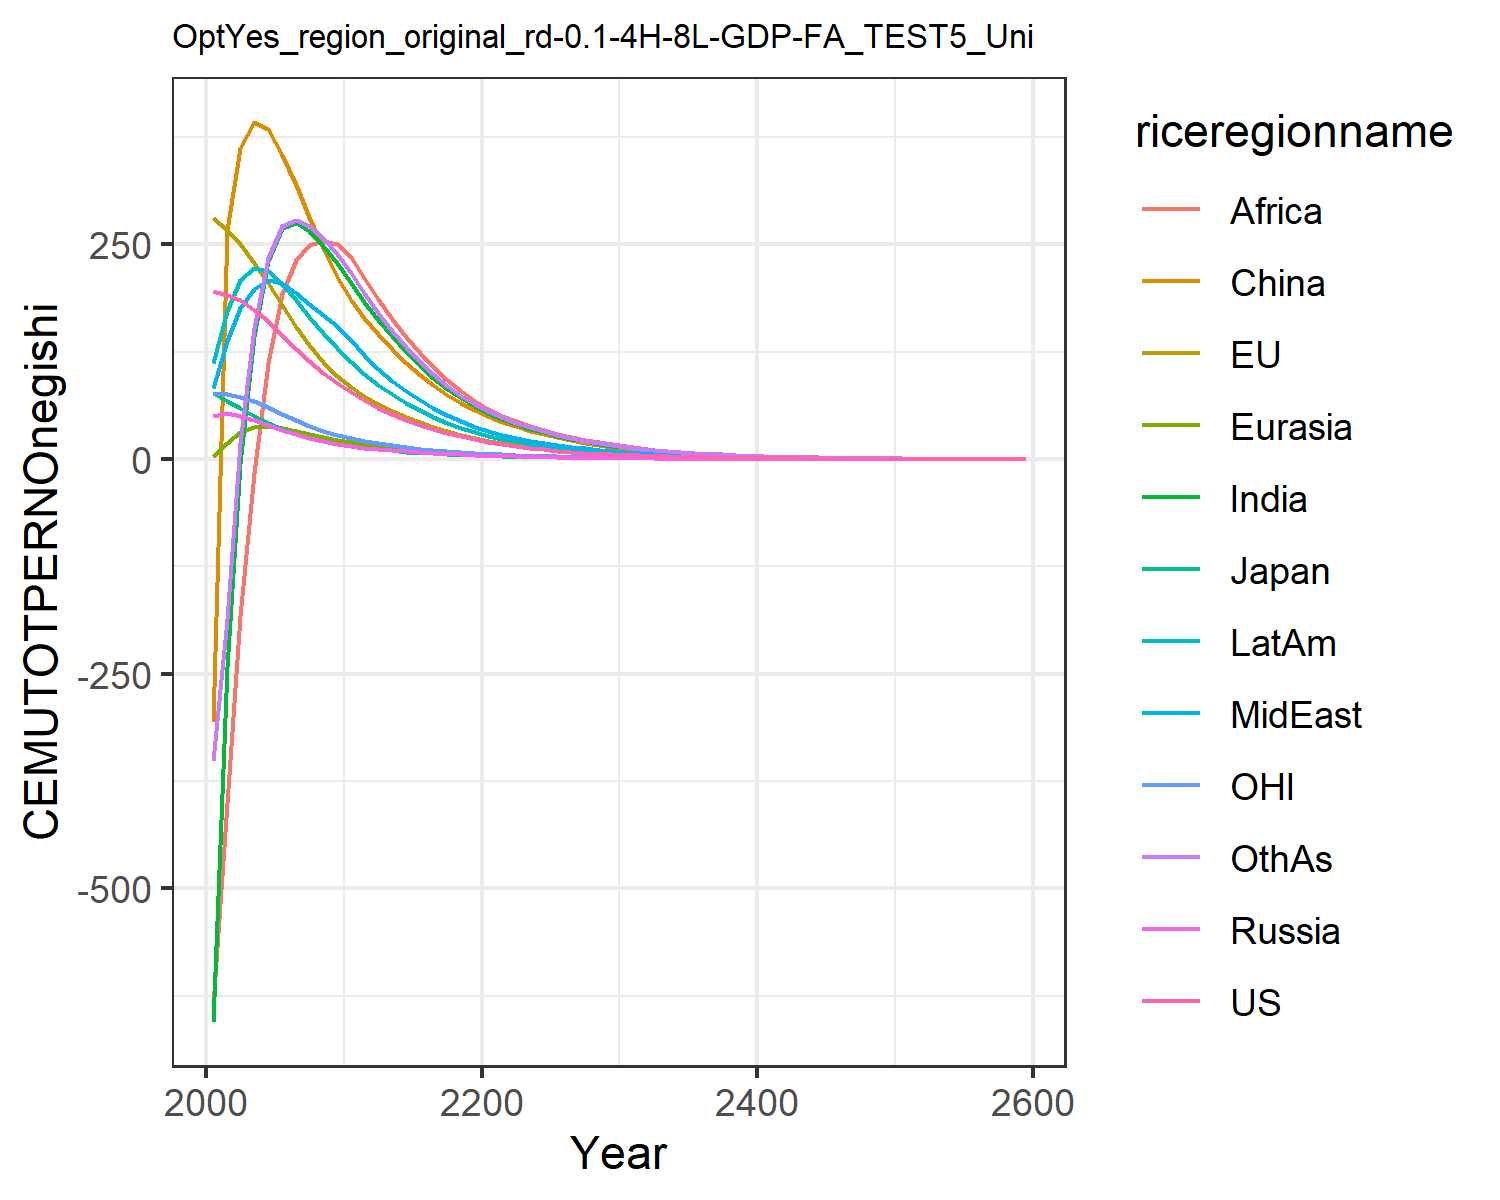 OptYes_region_original_rd-0.1-4H-8L-GDP-FA_TEST5_Uni
CEMUTOTPERNOnegishi
250
0
-250
-500
2000
2200
2400
2600
Year
riceregionname
Africa
China
EU
Eurasia
India
Japan
LatAm
MidEast
OHI
OthAs
Russia
US